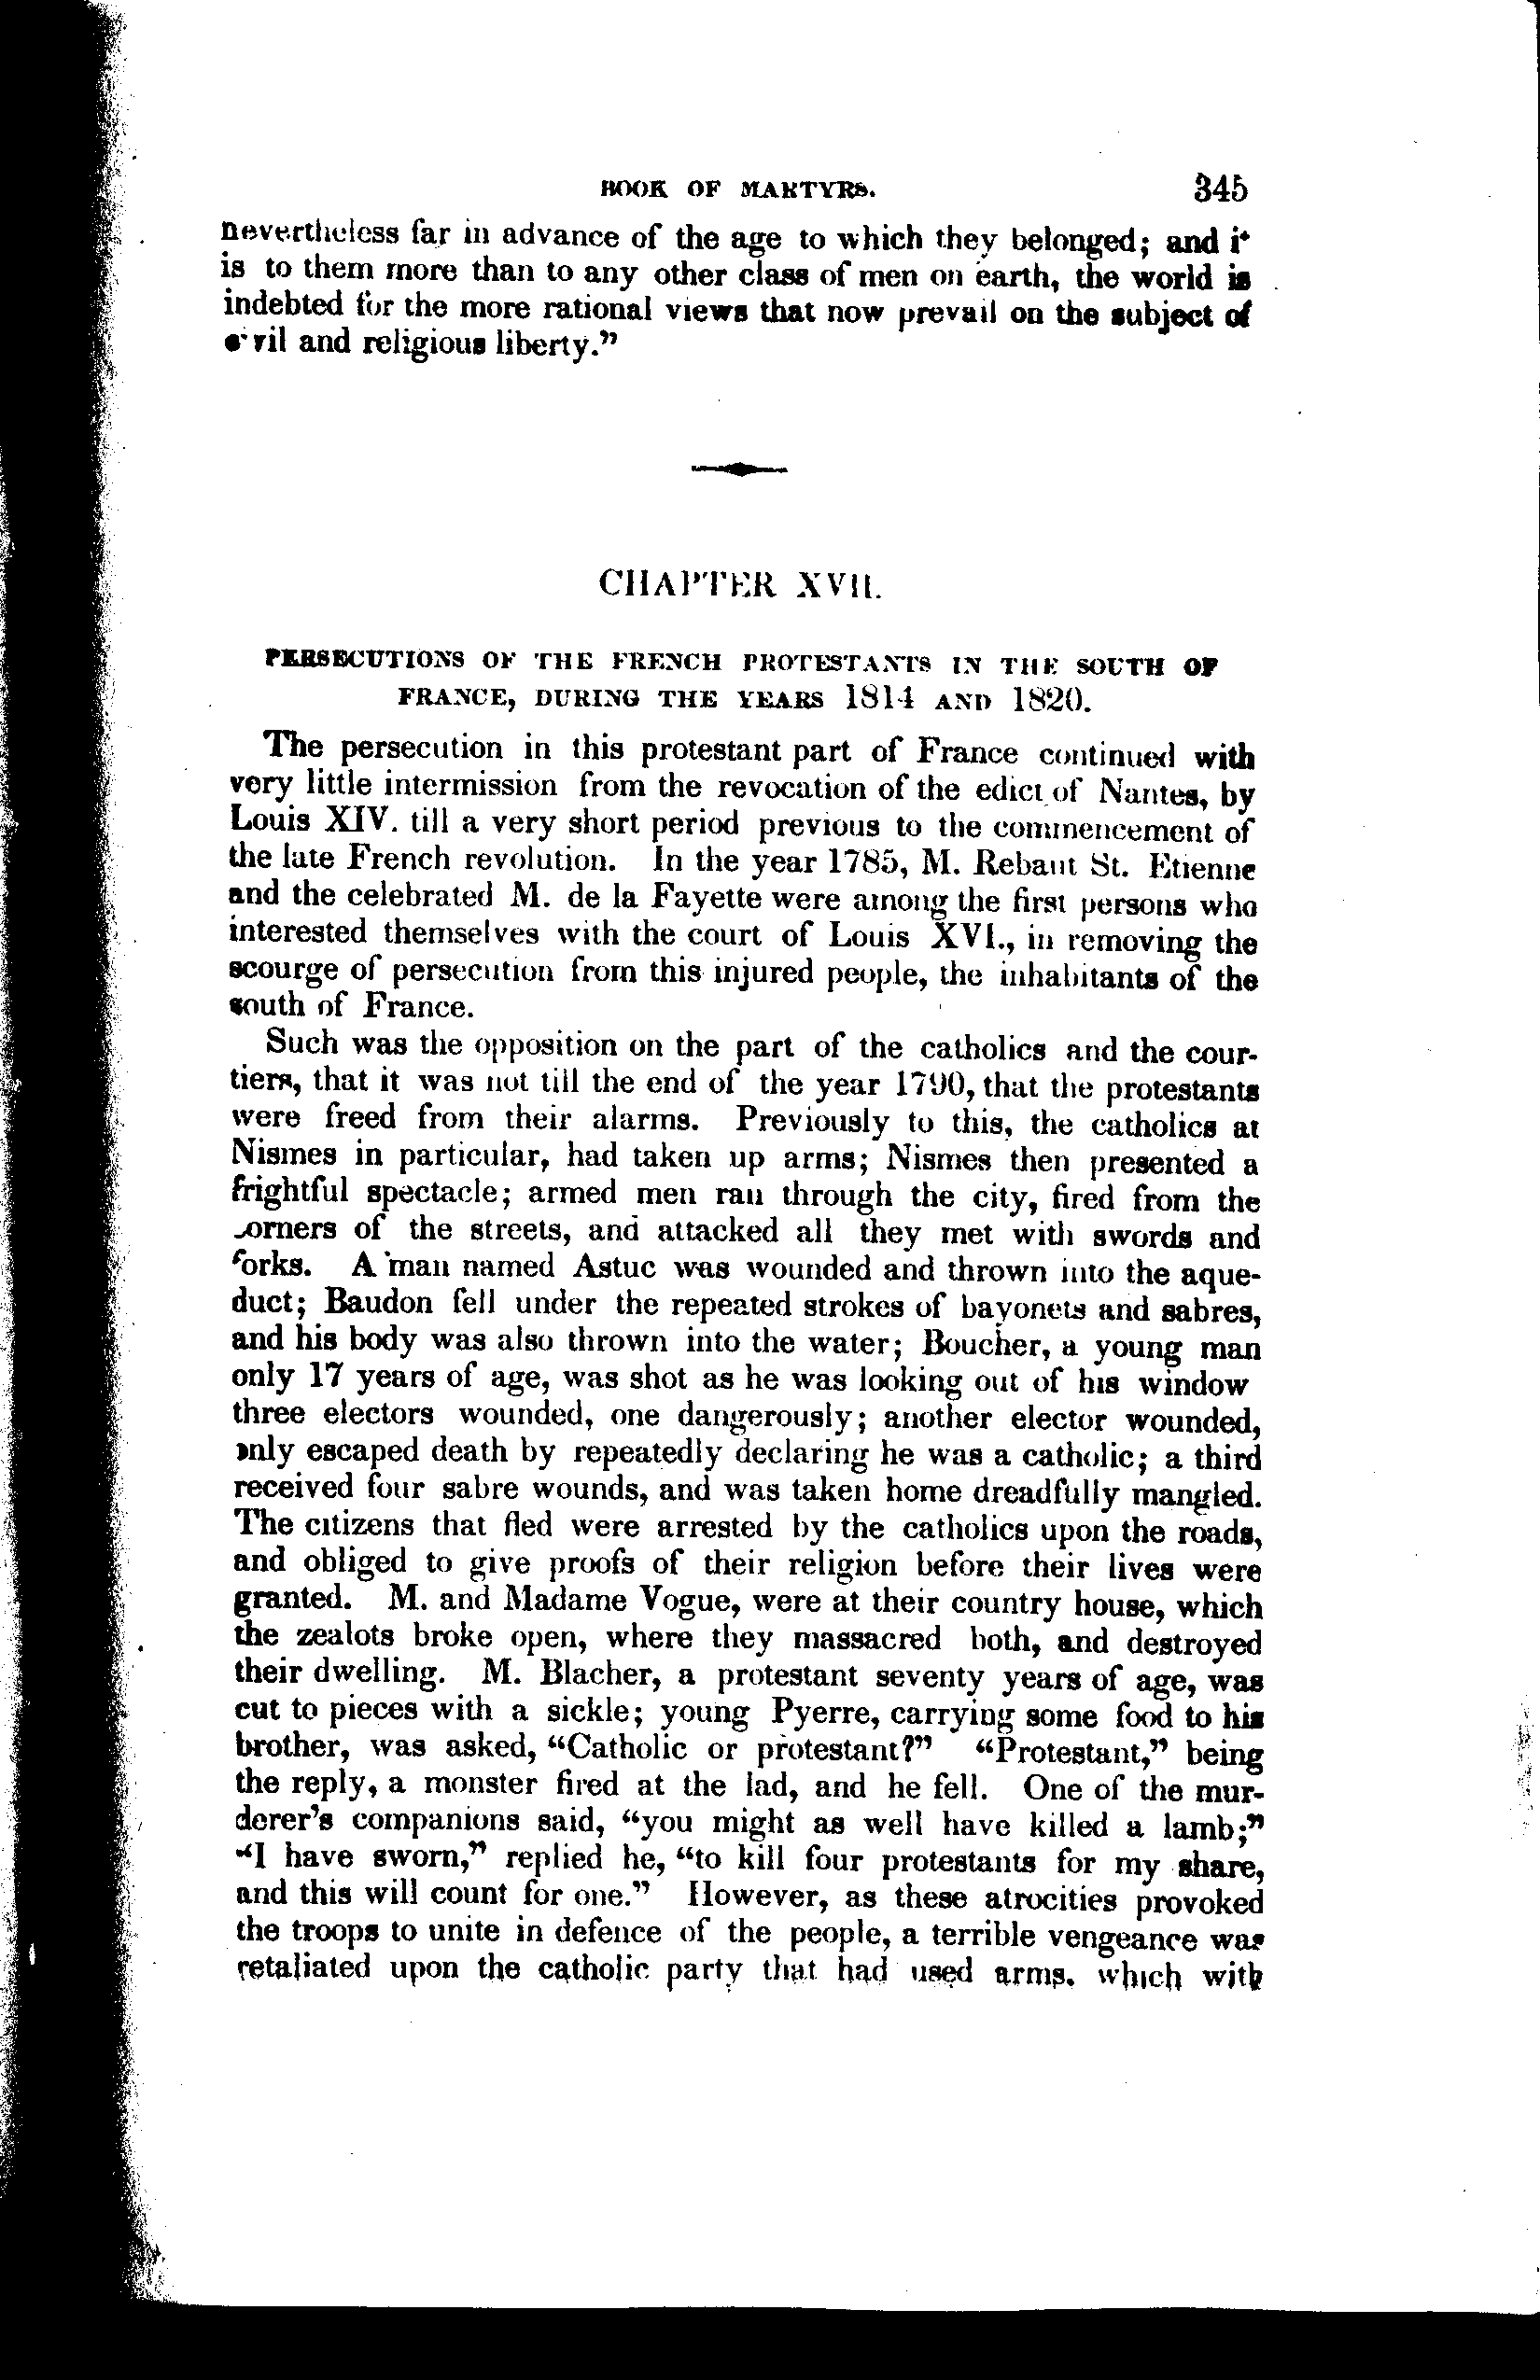 BOOK OF MARTYRS. 345
nevertheless far in advance of the age to which they belonged; and it
is to them more than to any other class of men on earth, the world is
indebted for the more rational views that now prevail on the subject of
civil and religious liberty.”
CHAPTER XVII.
PERSECUTIONS OF THE FRENCH PROTESTANTS IN THE SOUTH OF
FRANCE, DURING THE YEARS 1814 AND 1820.
The persecution in this protestant part of France continued with
very little intermission from the revocation of the edict of Nantes, by
Louis XIV. till a very short period previous to the commencement of
the late French revolution. In the year 1785, M. Rebaut St. Etienne
and the celebrated M. de la Fayette were among the first persons who
interested themselves with the court of Louis XVI., in removing the
scourge of persecution from this injured people, the inhabitants of the
south of France.
Such was the opposition on the part of the catholics and the cour-
tiers, that it was not till the end of the year 1790, that the protestants
were freed from their alarms. Previously to this, the catholics at
Nismes in particular, had taken up arms; Nismes then presented a
frightful spectacle; armed men ran through the city, fired from the
corners of the streets, and attacked all they met with swords and
forks. A man named Astuc was wounded and thrown into the aque-
duct; Baudon fell under the repeated strokes of bayonets and sabres,
and his body was also thrown into the water; Boucher, a young man
only 17 years of age, was shot as he was looking out of his window
three electors wounded, one dangerously; another elector wounded,
only escaped death by repeatedly declaring he was a catholic; a third
received four sabre wounds, and was taken home dreadfully mangled.
The citizens that fled were arrested by the catholics upon the roads,
and obliged to give proofs of their religion before their lives were
granted. M. and Madame Vogue, were at their country house, which
the zealots broke open, where they massacred both, and destroyed
their dwelling. M. Blacher, a protestant seventy years of age, was
cut to pieces with a sickle; young Pyerre, carrying some food to his
brother, was asked, “Catholic or protestant?” “Protestant,” being
the reply, a monster fired at the lad, and he fell. One of the mur-
derer’s companions said, “you might as well have killed a lamb;”
“I have sworn,” replied he, “to kill four protestants for my share,
and this will count for one.” However, as these atrocities provoked
the troops to unite in defence of the people, a terrible vengeance was
retaliated upon the catholic party that had used arms. which with